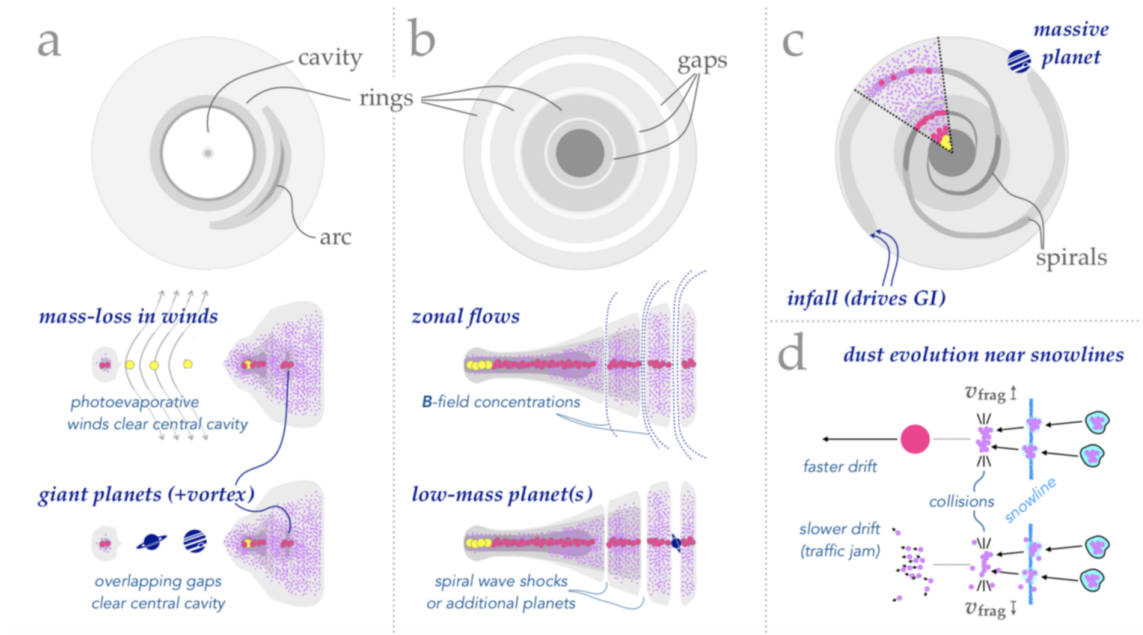 a
cavity
rings
arc
mass-loss in winds
photoevaporative
winds clear central cavity
giant planets (+vortex)
overlapping gaps
clear central cavity
b
gaps
zonal flows
B-field concentrations
low-mass planet(s)
spiral wave shocks
or additional planets
c
massive
planet
spirals
infall (drives GI)
d
dust evolution near snowlines
vfrag ↑
faster drift
collisions
snowline
slower drift
(traffic jam)
vfrag ↓